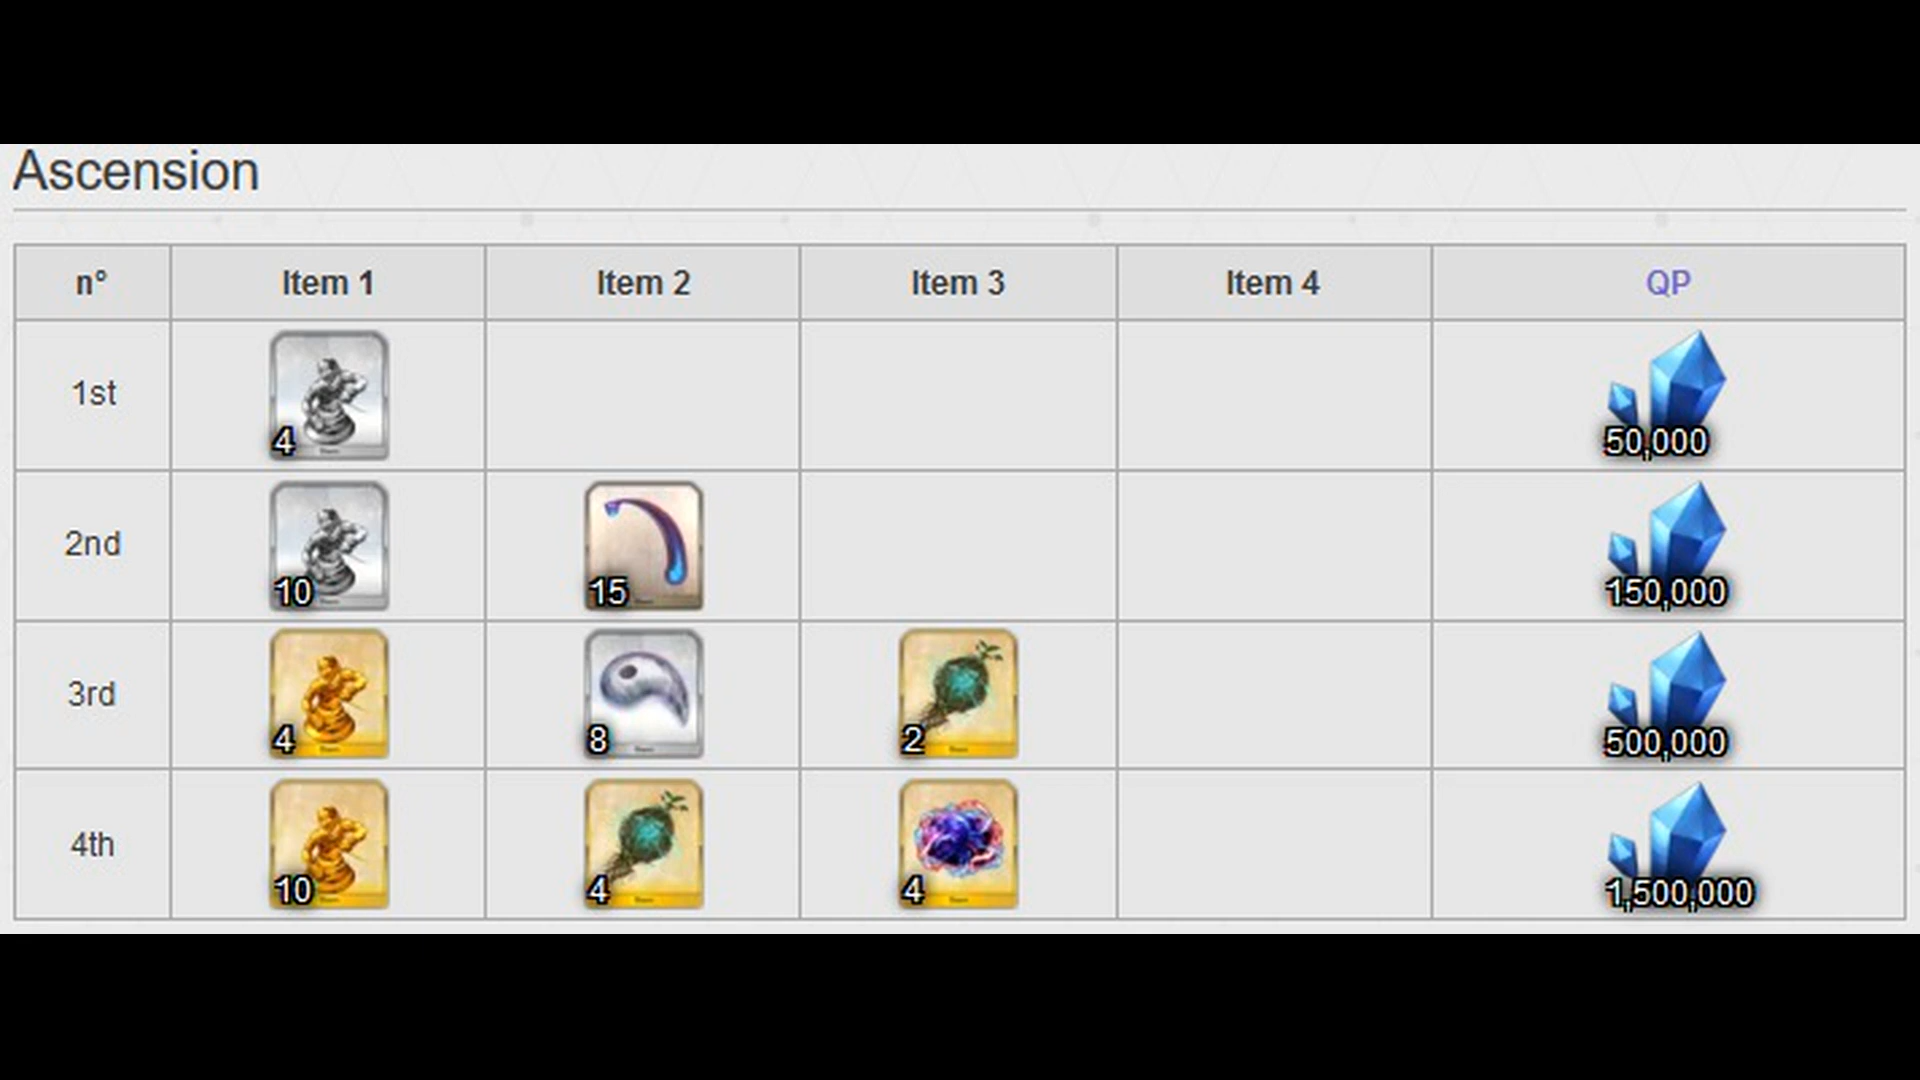 Ascension
n° Item 1 Item 2 Item 3 Item 4 QP
1st 4 50,000
2nd 10 15 150,000
3rd 4 8 2 500,000
4th 10 4 4 1,500,000